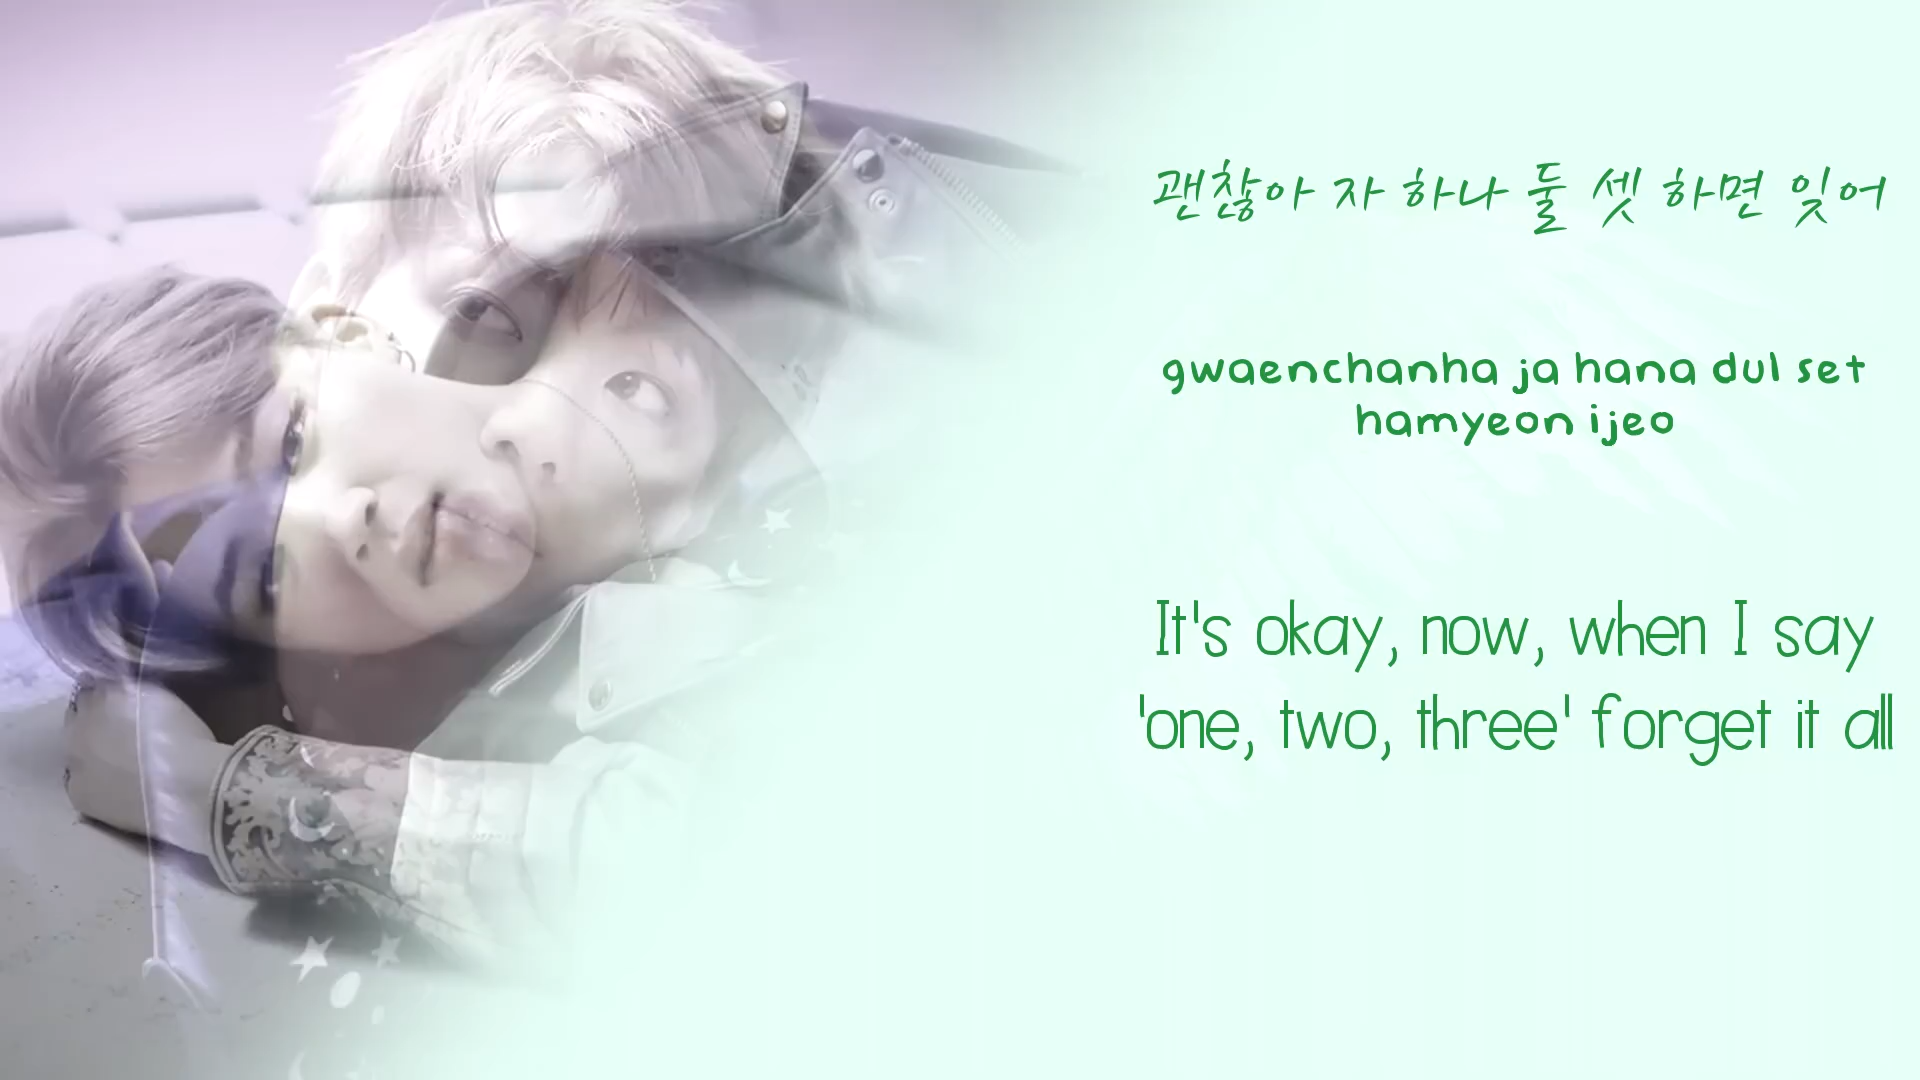 괜찮아 자 하나 둘 셋 하면 잊어
gwaenchanha ja hana dul set
hamyeon ijeo
It's okay, now, when I say
'one, two, three' forget it all